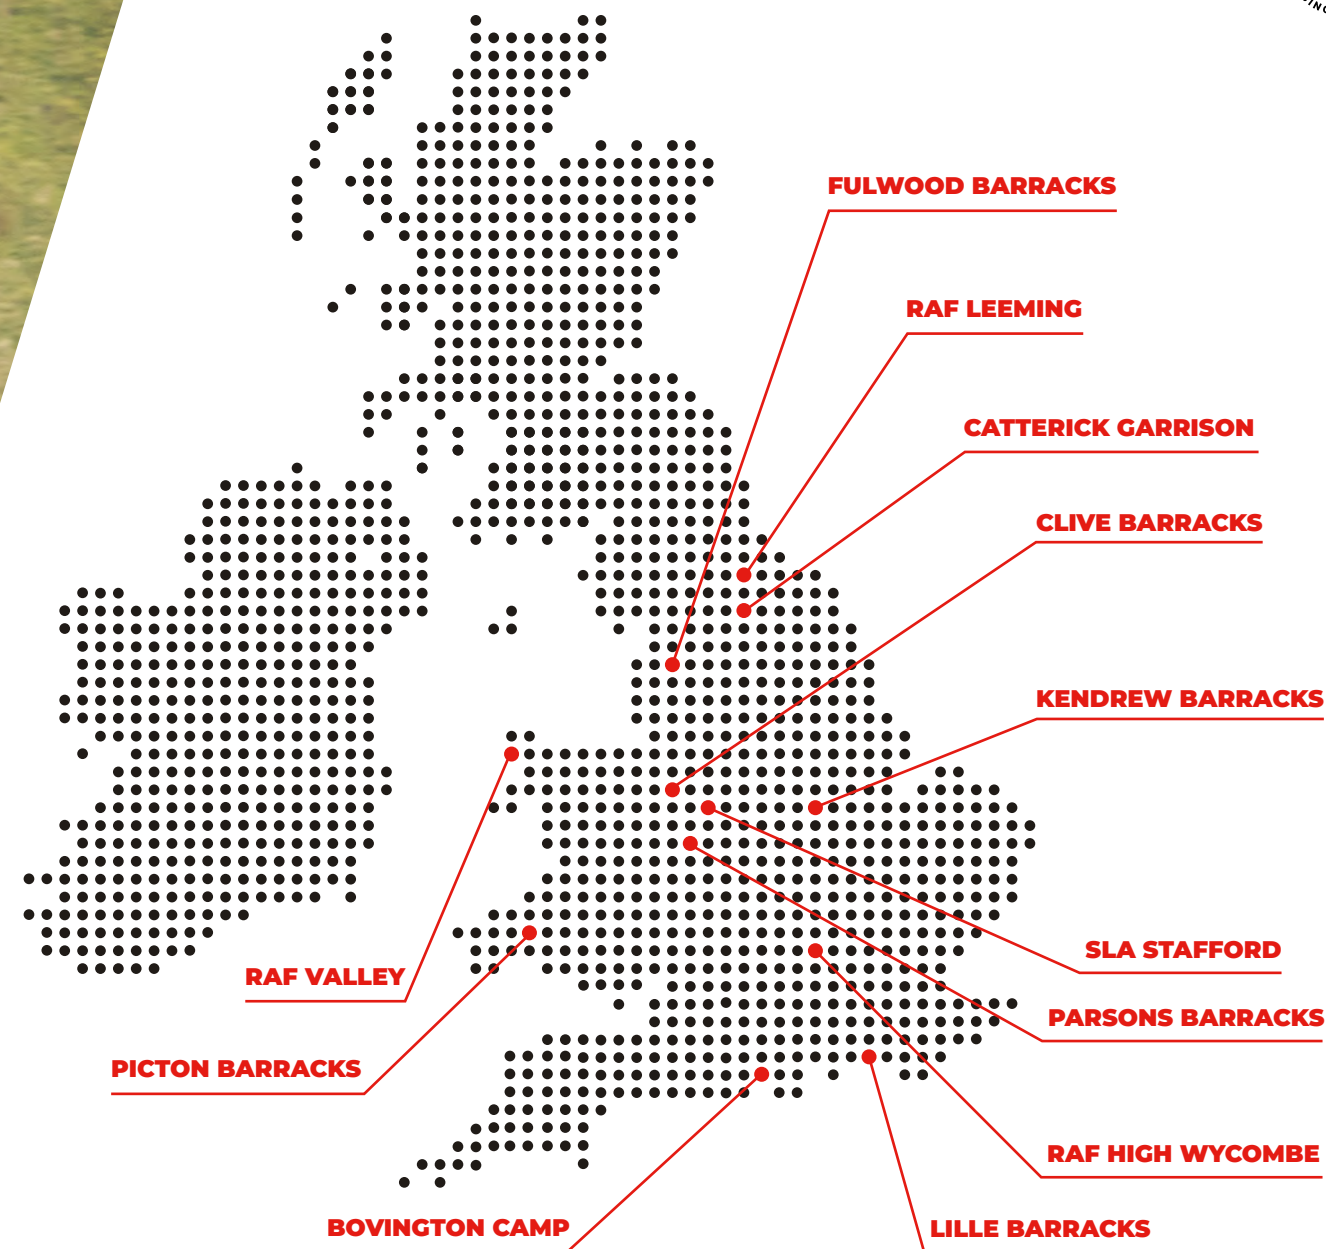 FULWOOD BARRACKS
RAF LEEMING
CATTERICK GARRISON
CLIVE BARRACKS
KENDREW BARRACKS
SLA STAFFORD
RAF VALLEY
PARSONS BARRACKS
PICTON BARRACKS
RAF HIGH WYCOMBE
BOVINGTON CAMP
LILLE BARRACKS